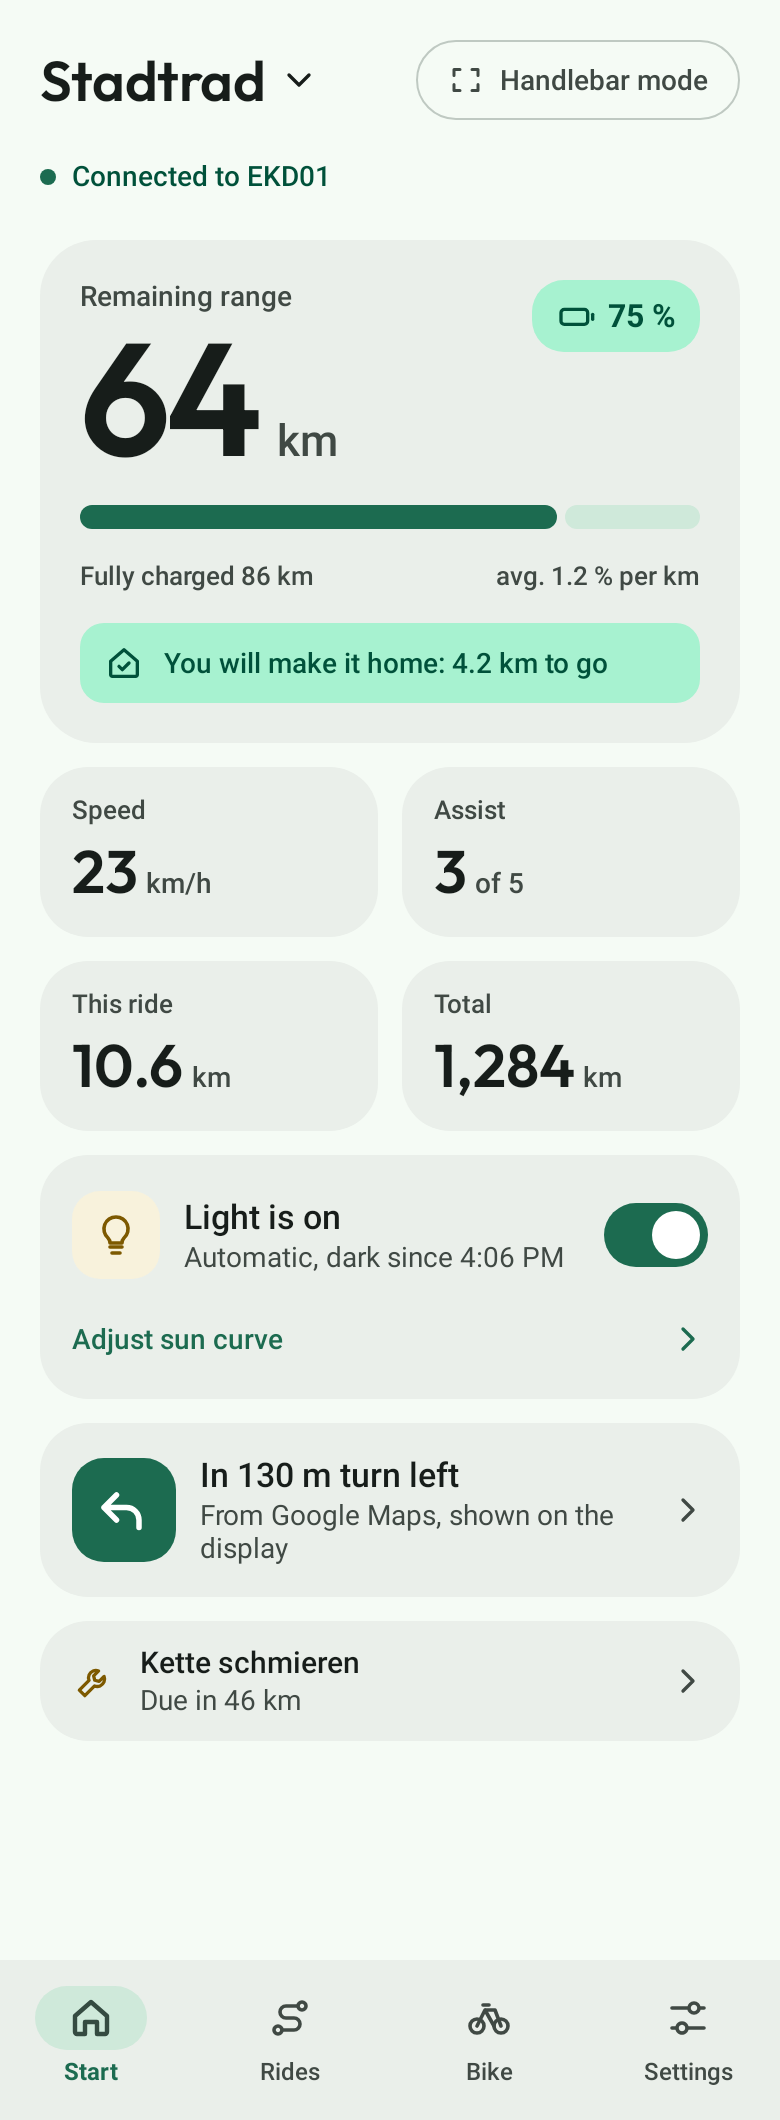 Stadtrad
Handlebar mode
Connected to EKD01
Remaining range
75 %
64 km
Fully charged 86 km
avg. 1.2 % per km
You will make it home: 4.2 km to go
Speed
23 km/h
Assist
3 of 5
This ride
10.6 km
Total
1,284 km
Light is on
Automatic, dark since 4:06 PM
Adjust sun curve
In 130 m turn left
From Google Maps, shown on the
display
Kette schmieren
Due in 46 km
Start
Rides
Bike
Settings